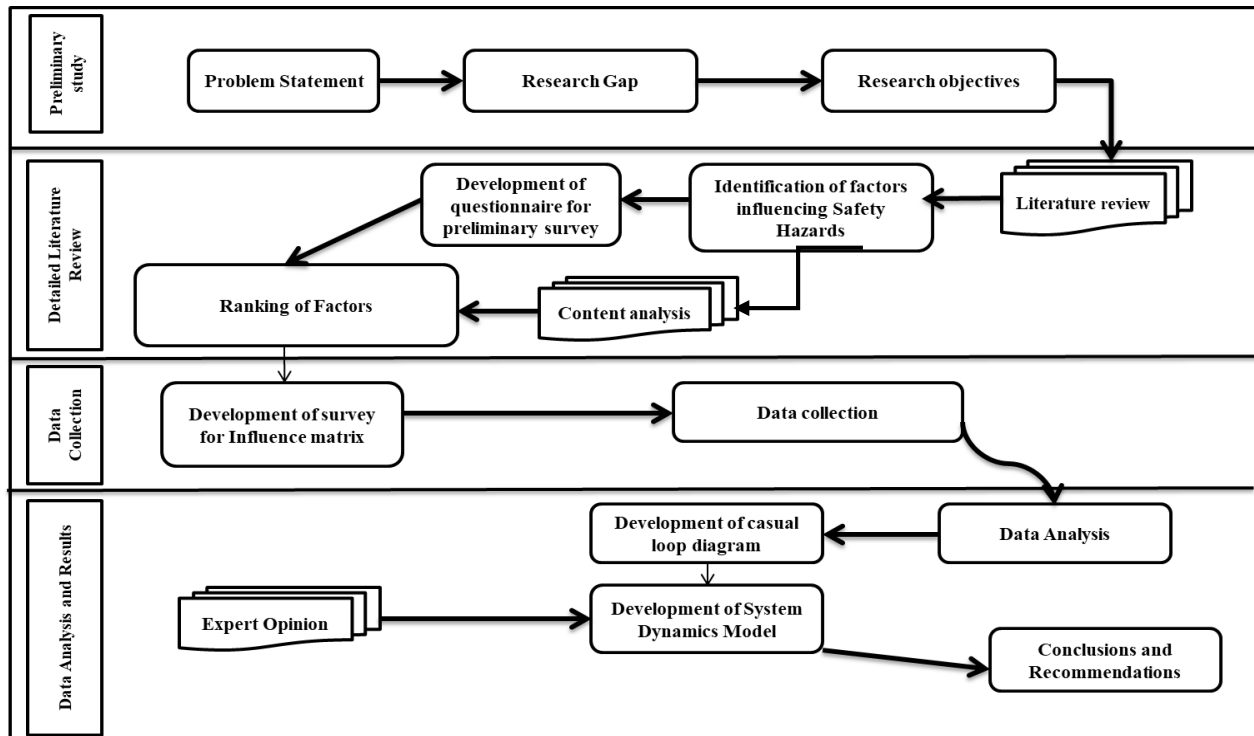 Preliminary
study
Problem Statement
Research Gap
Research objectives
Detailed Literature
Review
Development of
questionnaire for
preliminary survey
Identification of factors
influencing Safety
Hazards
Literature review
Ranking of Factors
Content analysis
Data
Collection
Development of survey
for Influence matrix
Data collection
Data Analysis and Results
Development of casual
loop diagram
Data Analysis
Expert Opinion
Development of System
Dynamics Model
Conclusions and
Recommendations